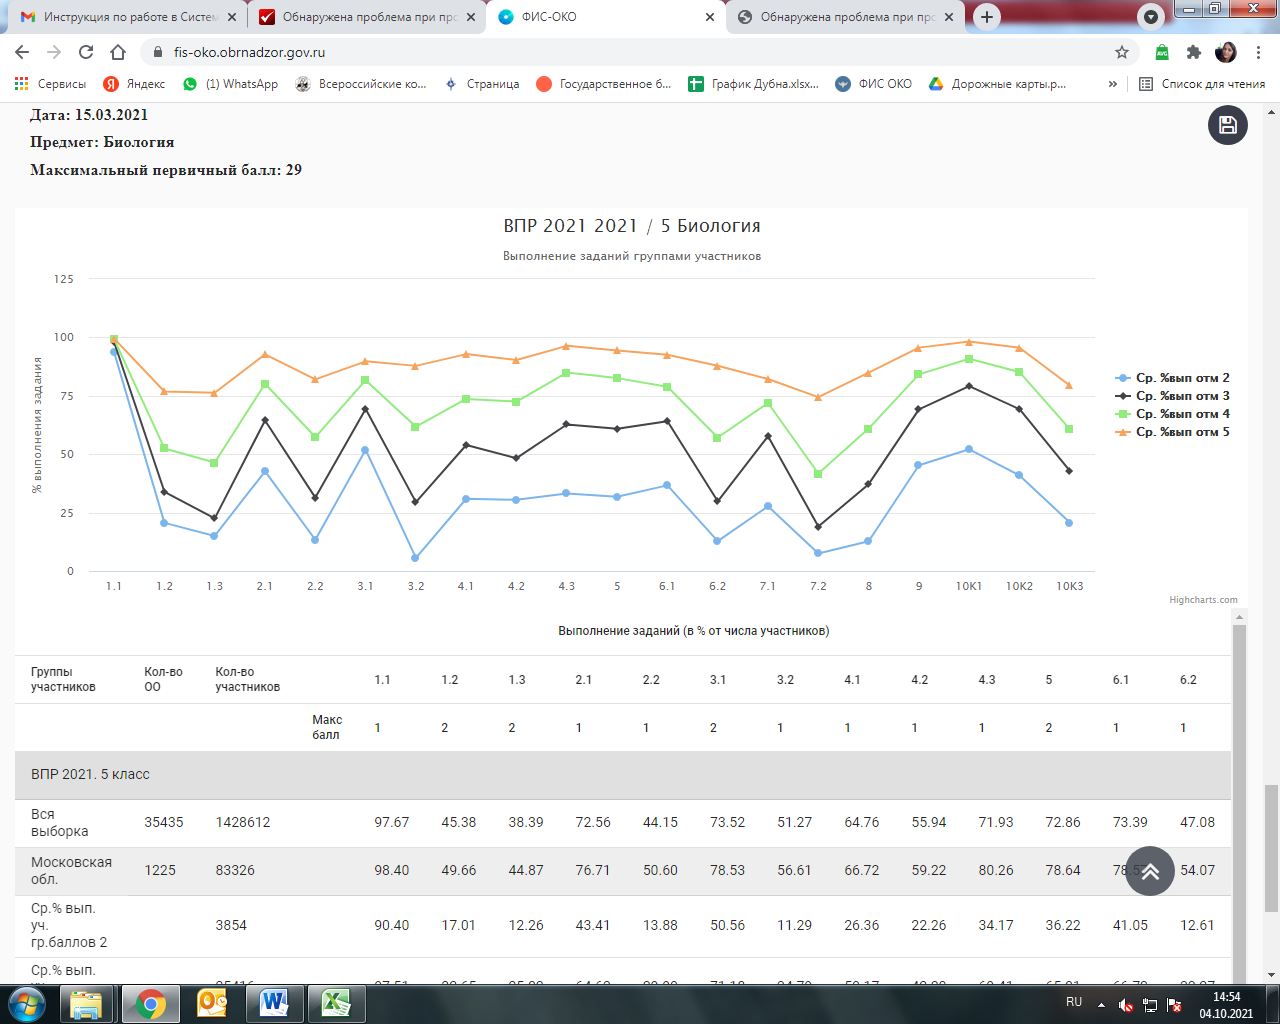 Инструкция по работе в Систем
Обнаружена проблема при про
ФИС-ОКО
Обнаружена проблема при про
fis-oko.obrnadzor.gov.ru
Сервисы
Яндекс
(1) WhatsApp
Всероссийские ко...
Страница
Государственное б...
График Дубна.xlsx...
ФИС ОКО
Дорожные карты.р...
»
Список для чтения
Дата: 15.03.2021
Предмет: Биология
Максимальный первичный балл: 29
ВПР 2021 2021 / 5 Биология
Выполнение заданий группами участников
% выполнения задания
125
100
75
50
25
0
1.1 1.2 1.3 2.1 2.2 3.1 3.2 4.1 4.2 4.3 5 6.1 6.2 7.1 7.2 8 9 10K1 10K2 10K3
Ср. %вып отм 2
Ср. %вып отм 3
Ср. %вып отм 4
Ср. %вып отм 5
Highcharts.com
Выполнение заданий (в % от числа участников)
Группы участников Кол-во ОО Кол-во участников 1.1 1.2 1.3 2.1 2.2 3.1 3.2 4.1 4.2 4.3 5 6.1 6.2
Макс балл 1 2 2 1 1 2 1 1 1 1 2 1 1
ВПР 2021. 5 класс
Вся выборка 35435 1428612 97.67 45.38 38.39 72.56 44.15 73.52 51.27 64.76 55.94 71.93 72.86 73.39 47.08
Московская обл. 1225 83326 98.40 49.66 44.87 76.71 50.60 78.53 56.61 66.72 59.22 80.26 78.64 54.07
Ср.% вып. уч. гр.баллов 2 3854 90.40 17.01 12.26 43.41 13.88 50.56 11.29 26.36 22.26 34.17 36.22 41.05 12.61
Ср.% вып.
RU
14:54
04.10.2021